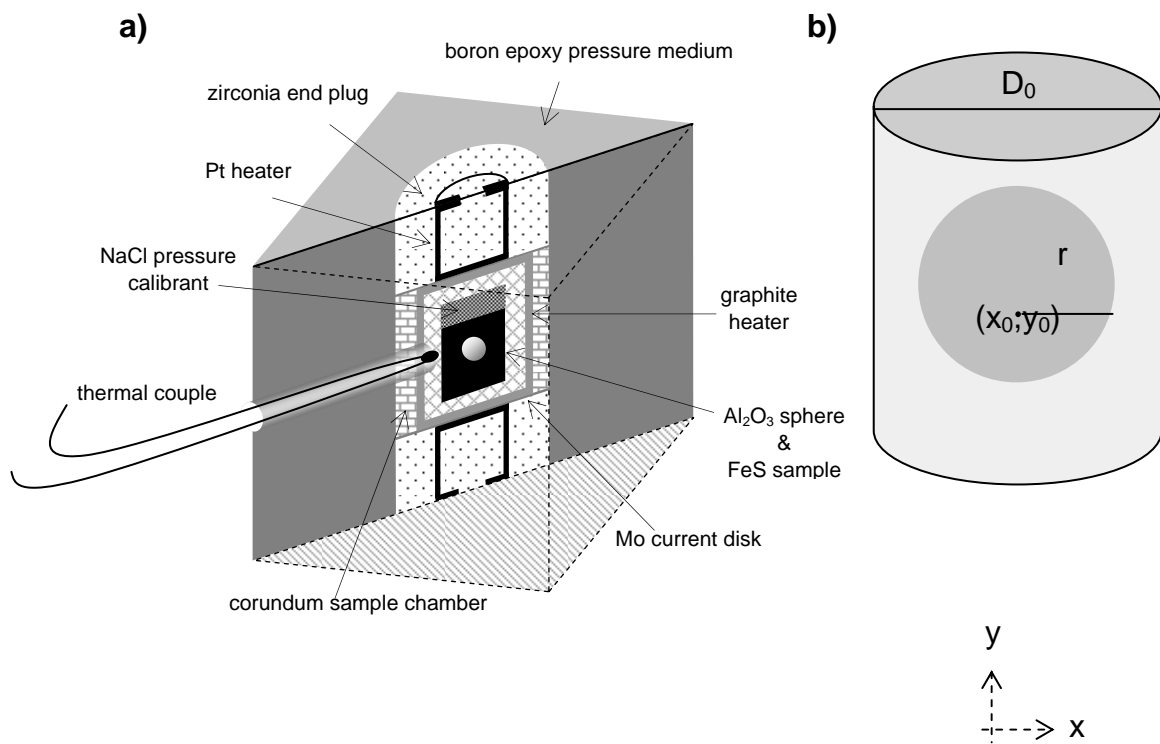 a)
boron epoxy pressure medium
zirconia end plug
Pt heater
NaCl pressure
calibrant
graphite
heater
thermal couple
Al₂O₃ sphere
&
FeS sample
Mo current disk
corundum sample chamber
b)
D₀
r
(x₀;y₀)
y
x